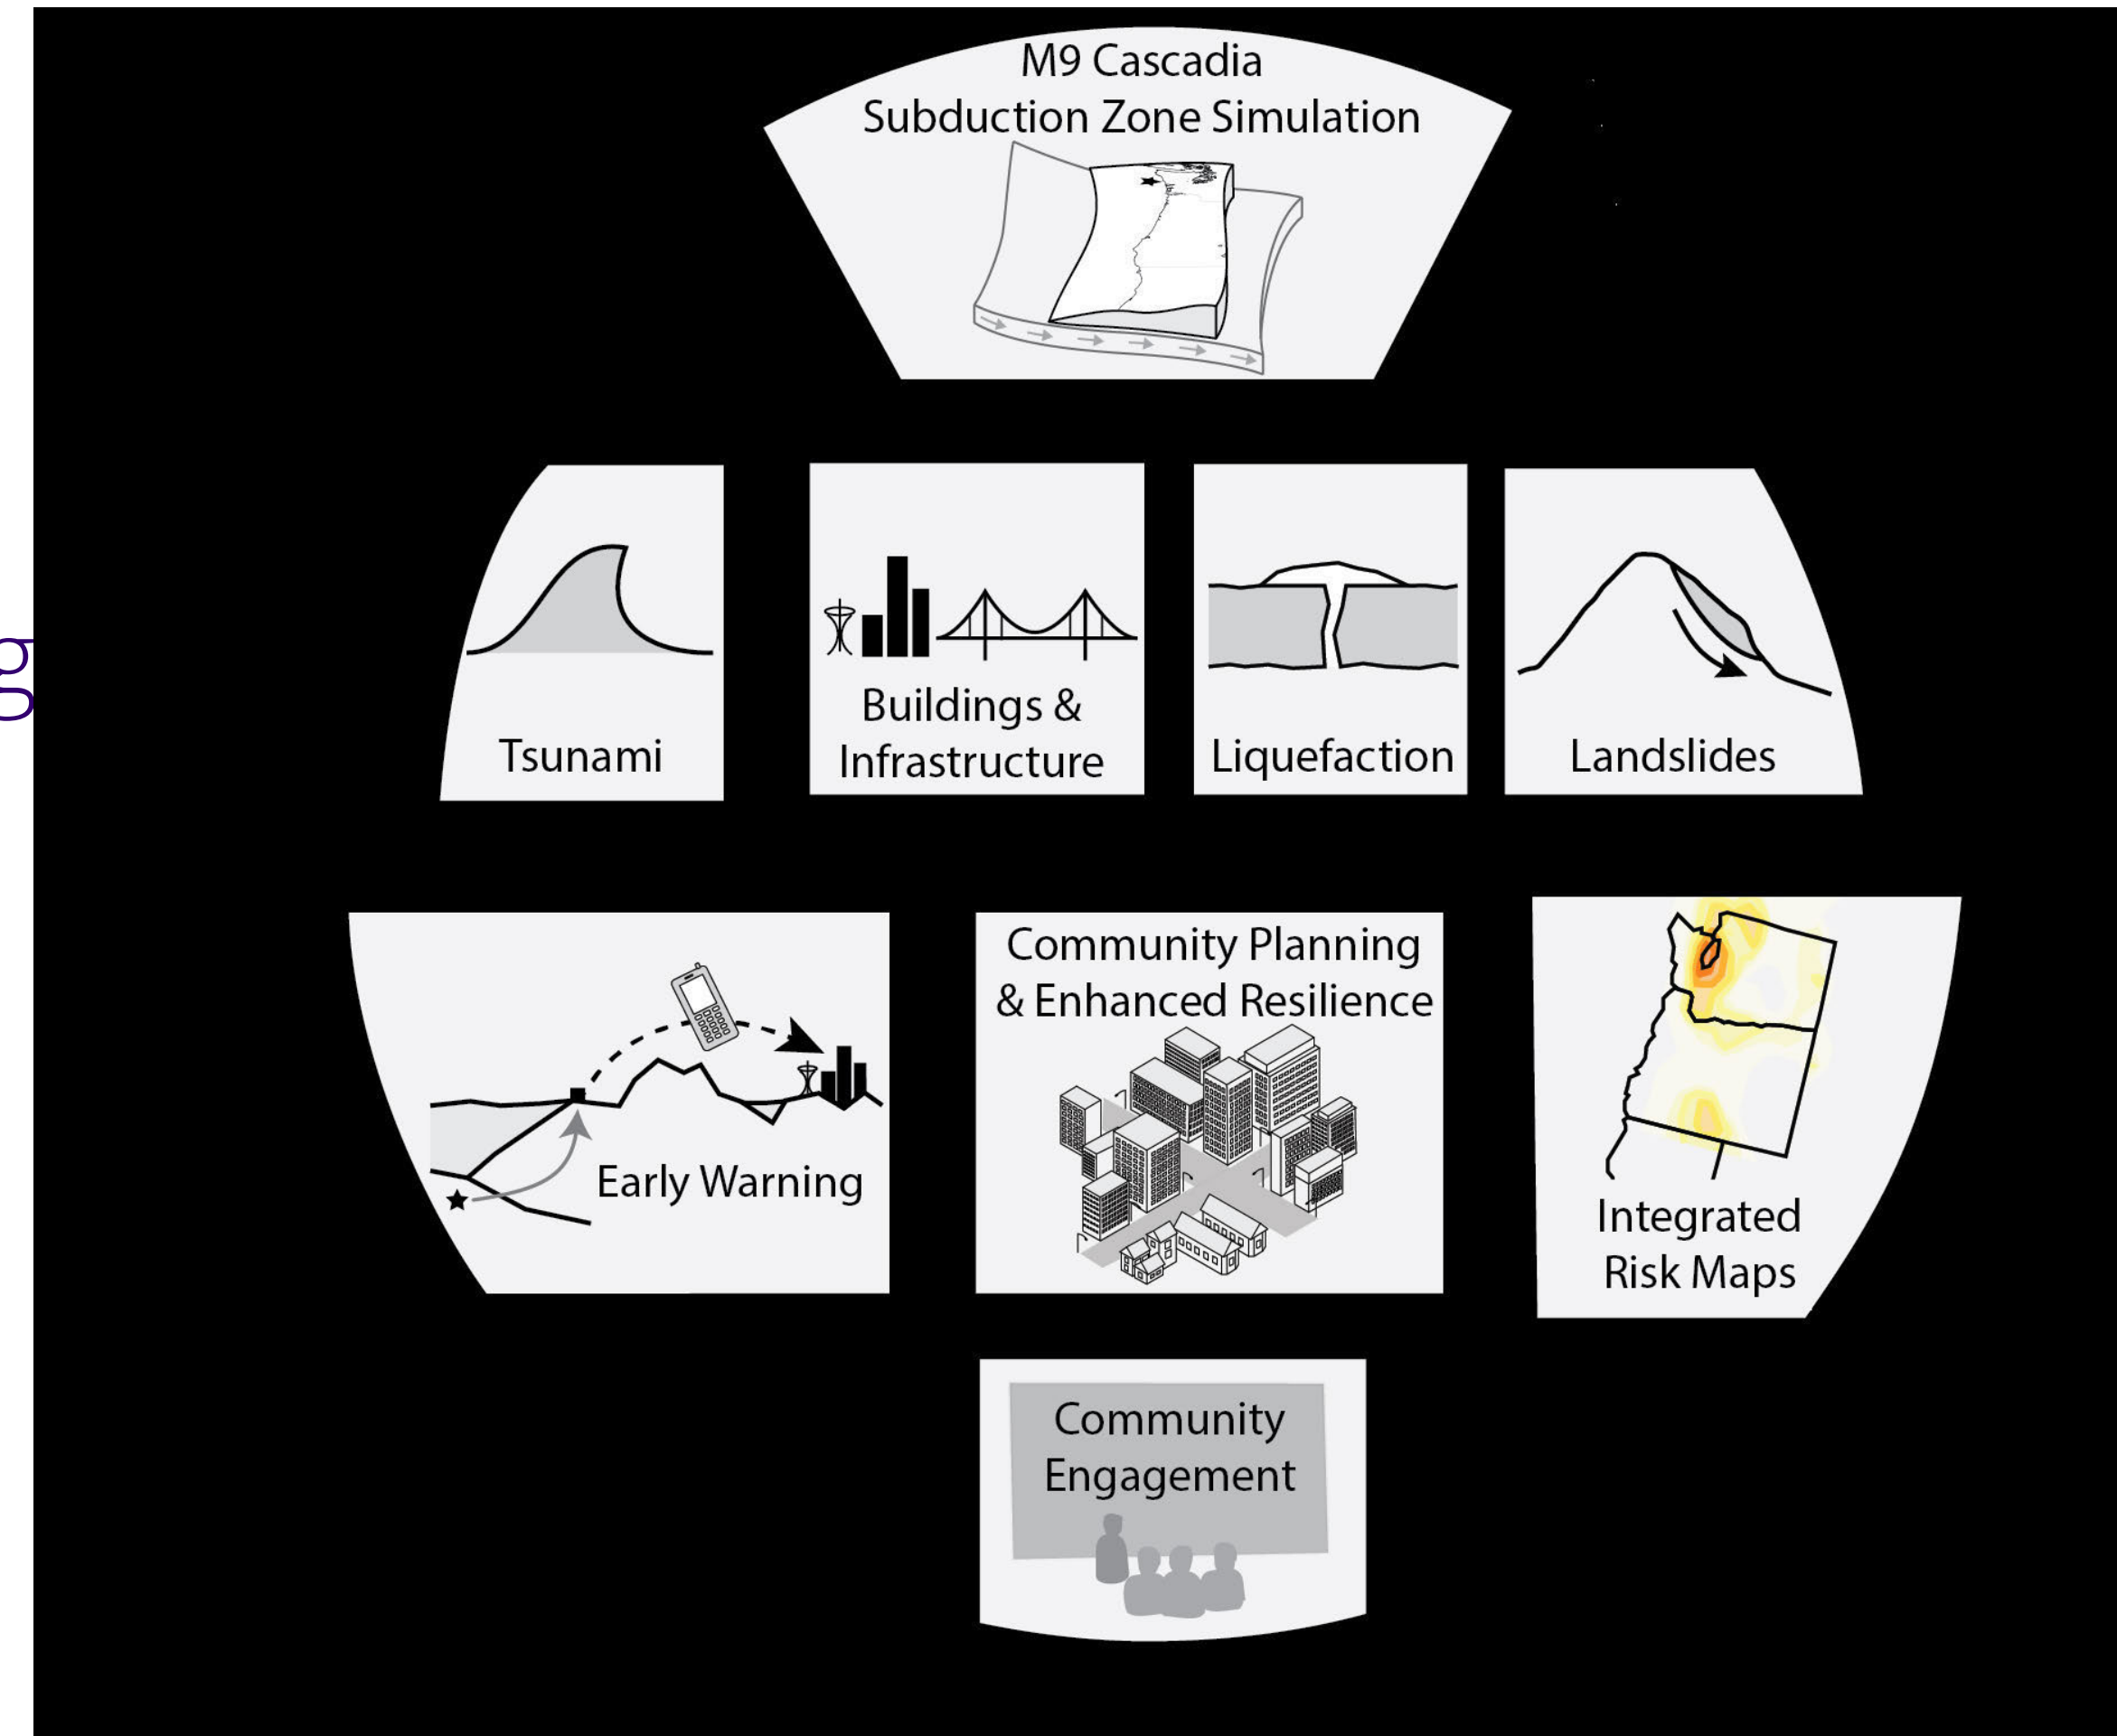 M9 Cascadia
Subduction Zone Simulation
Tsunami
Buildings &
Infrastructure
Liquefaction
Landslides
g
Early Warning
Community Planning
& Enhanced Resilience
Integrated
Risk Maps
Community
Engagement